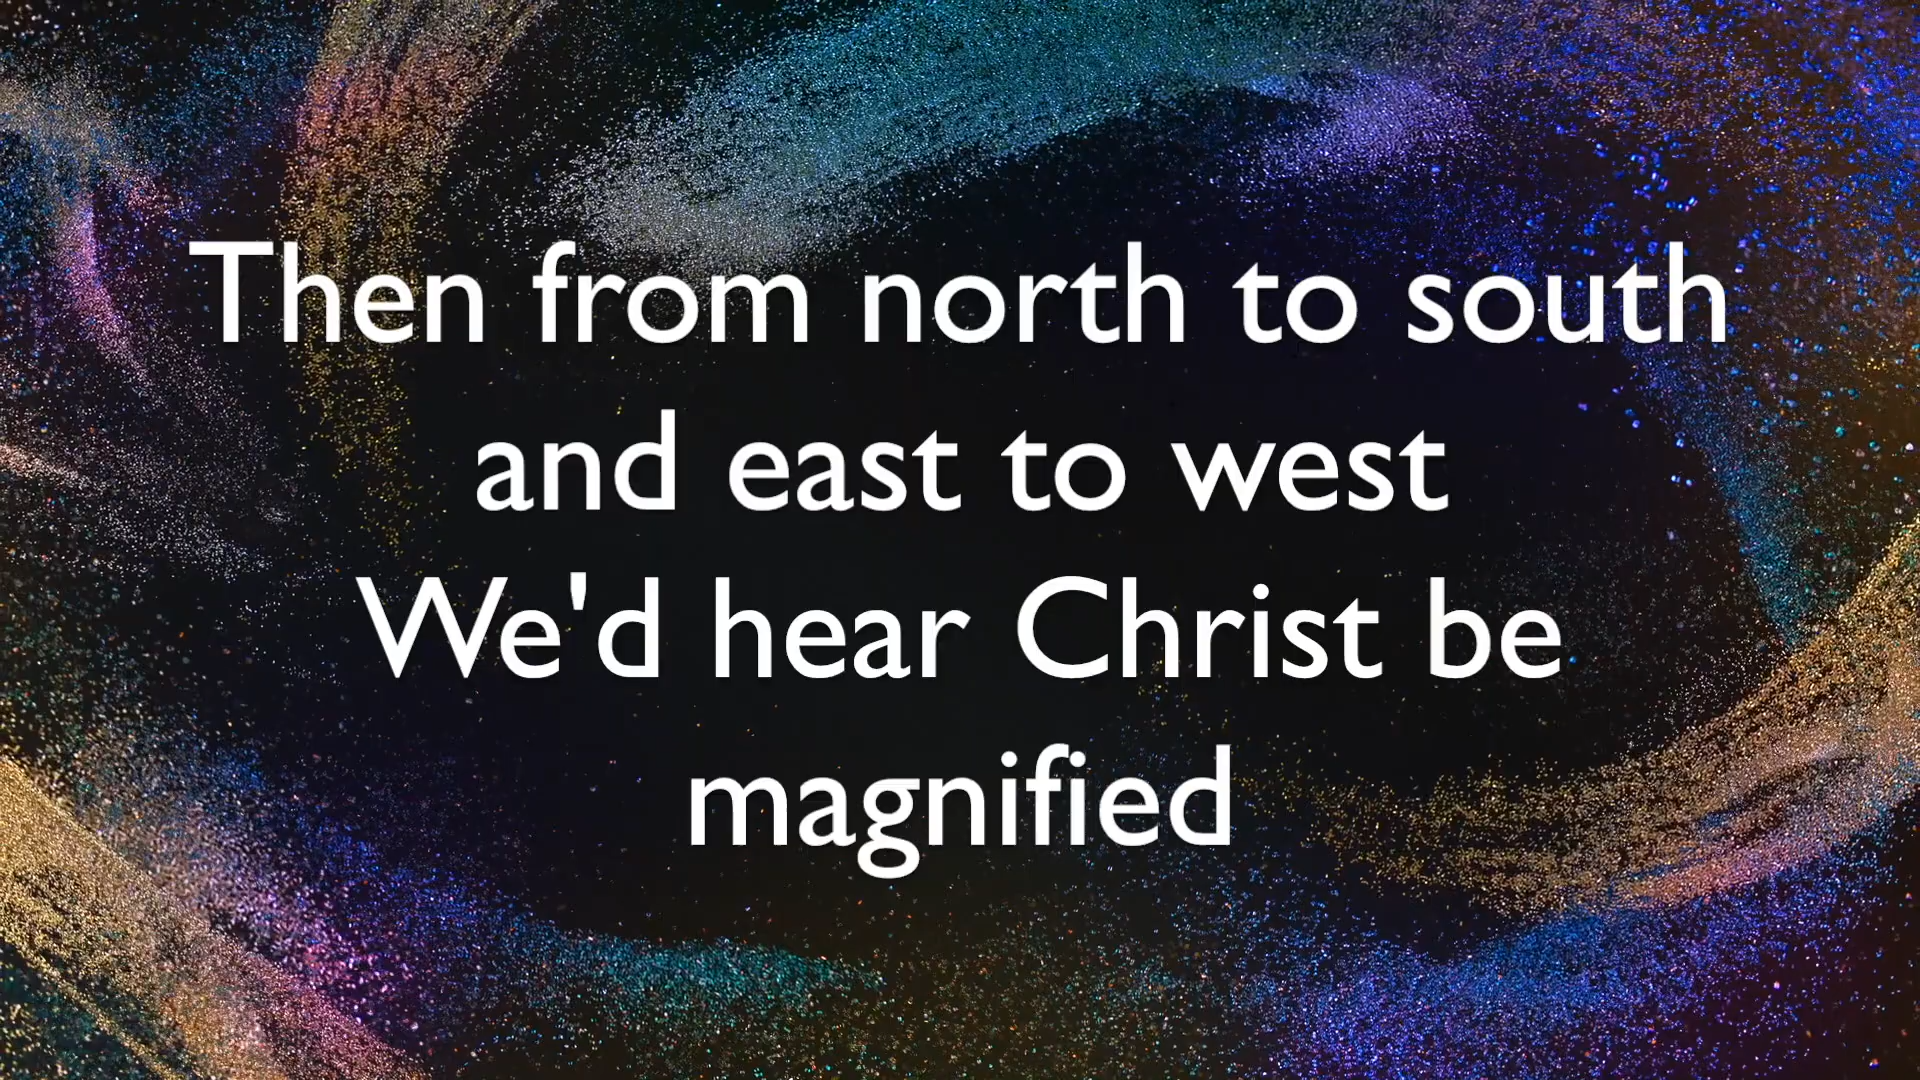 Then from north to south
and east to west
We'd hear Christ be
magnified